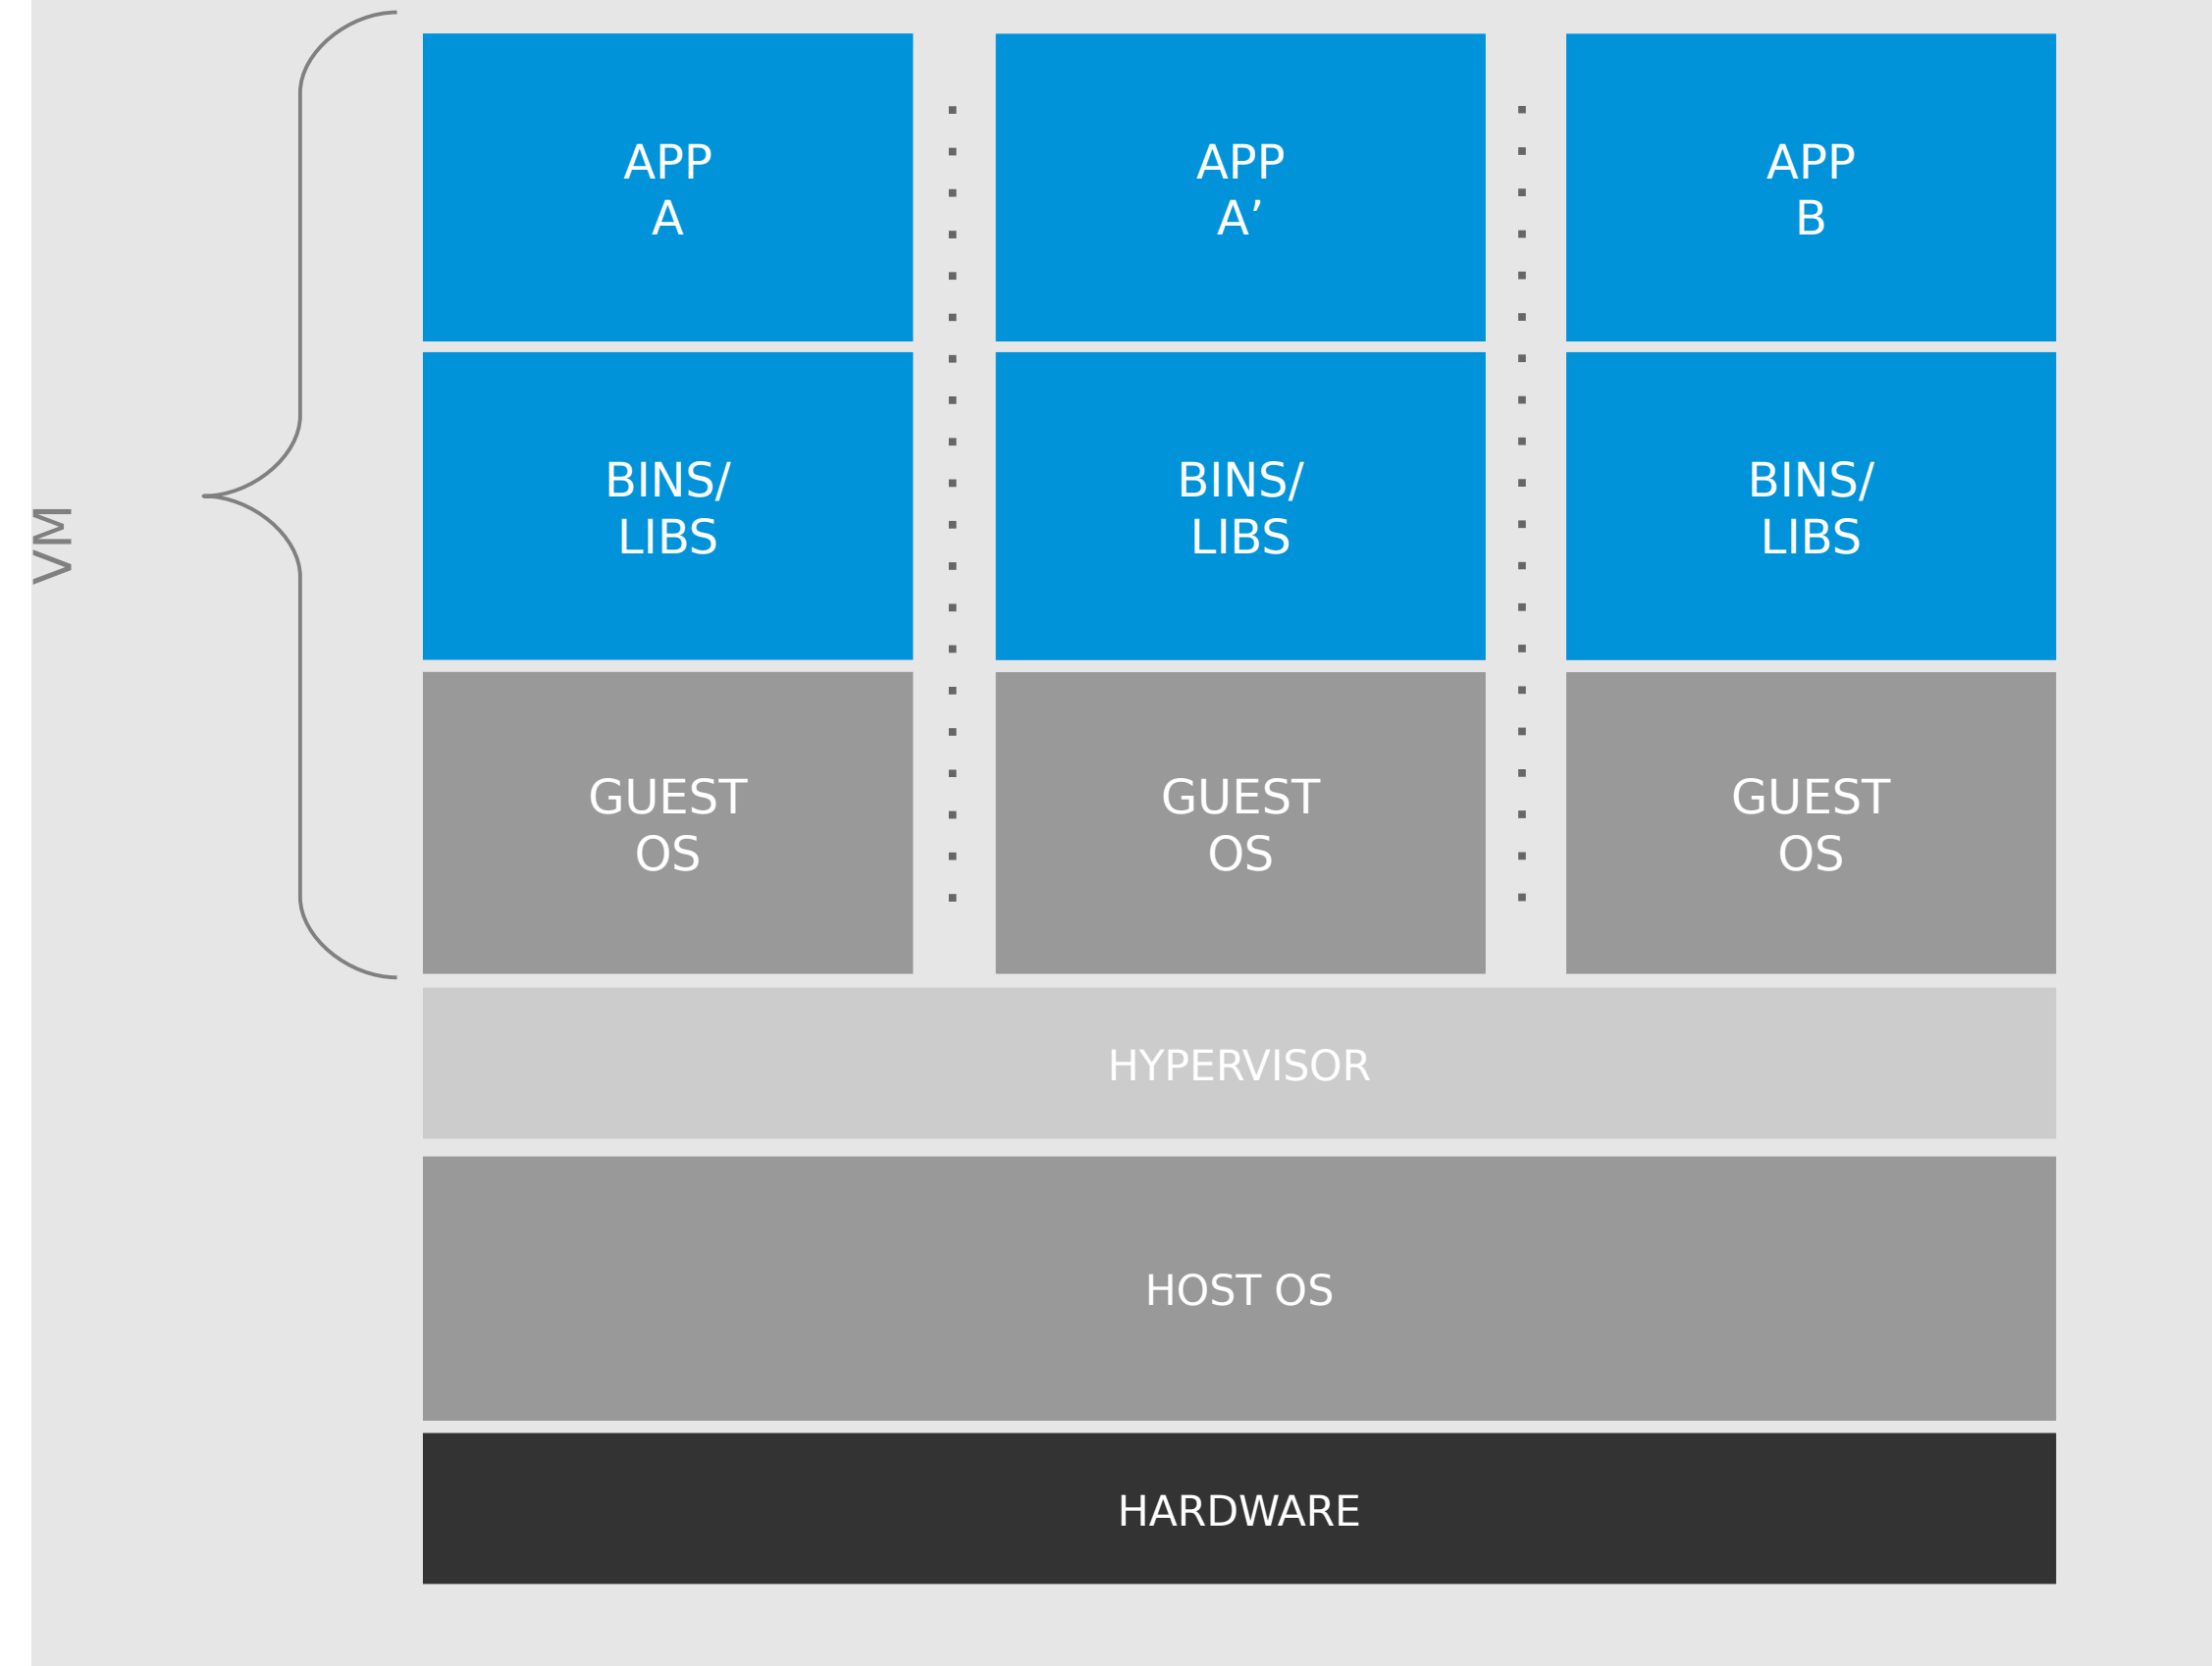 VM
APP
A
APP
A’
APP
B
BINS/
LIBS
BINS/
LIBS
BINS/
LIBS
GUEST
OS
GUEST
OS
GUEST
OS
HYPERVISOR
HOST OS
HARDWARE